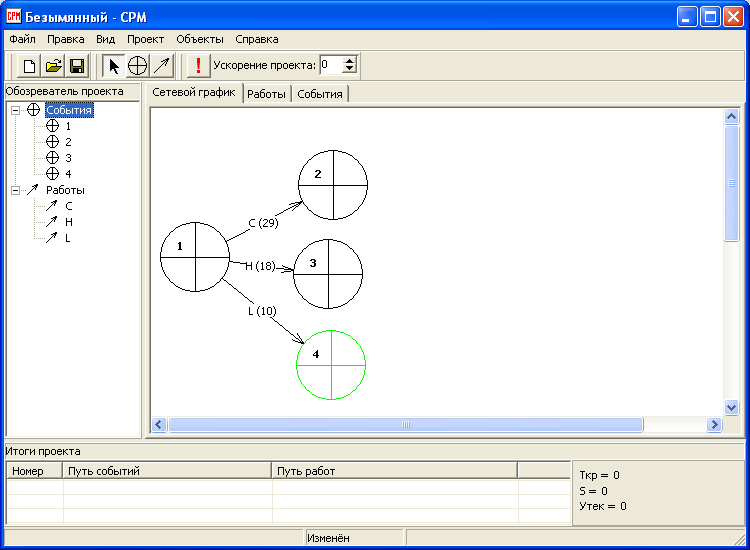 CPM Безымянный - CPM
Файл Правка Вид Проект Объекты Справка
! Ускорение проекта: 0
Обозреватель проекта
События
1
2
3
4
Работы
C
H
L
Сетевой график Работы События
2
C (29)
1
H (18)
3
L (10)
4
Итоги проекта
Номер Путь событий Путь работ
Tкр = 0
S = 0
Утек = 0
Изменён